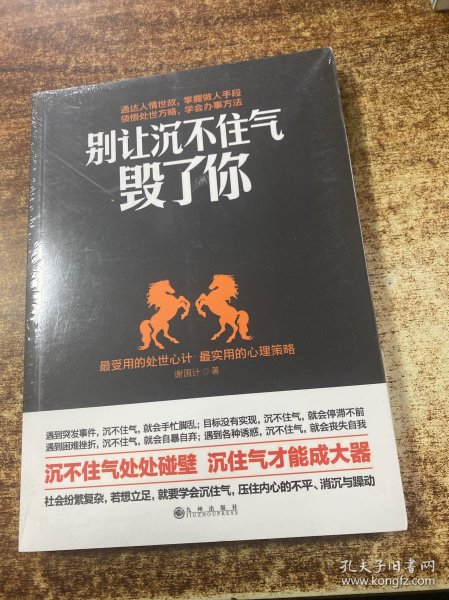 通达人情世故，掌握做人手段
领悟处世方略，学会办事方法
别让沉不住气
毁了你
最受用的处世心计 最实用的心理策略
谢国计 著
遇到突发事件，沉不住气，就会手忙脚乱；目标没有实现，沉不住气，就会停滞不前
遇到困难挫折，沉不住气，就会自暴自弃；遇到各种诱惑，沉不住气，就会丧失自我
沉不住气处处碰壁 沉住气才能成大器
社会纷繁复杂，若想立足，就要学会沉住气，压住内心的不平、消沉与躁动
九州出版社
JIUZHOUPRESS
孔夫子旧书网
www.kongfz.com